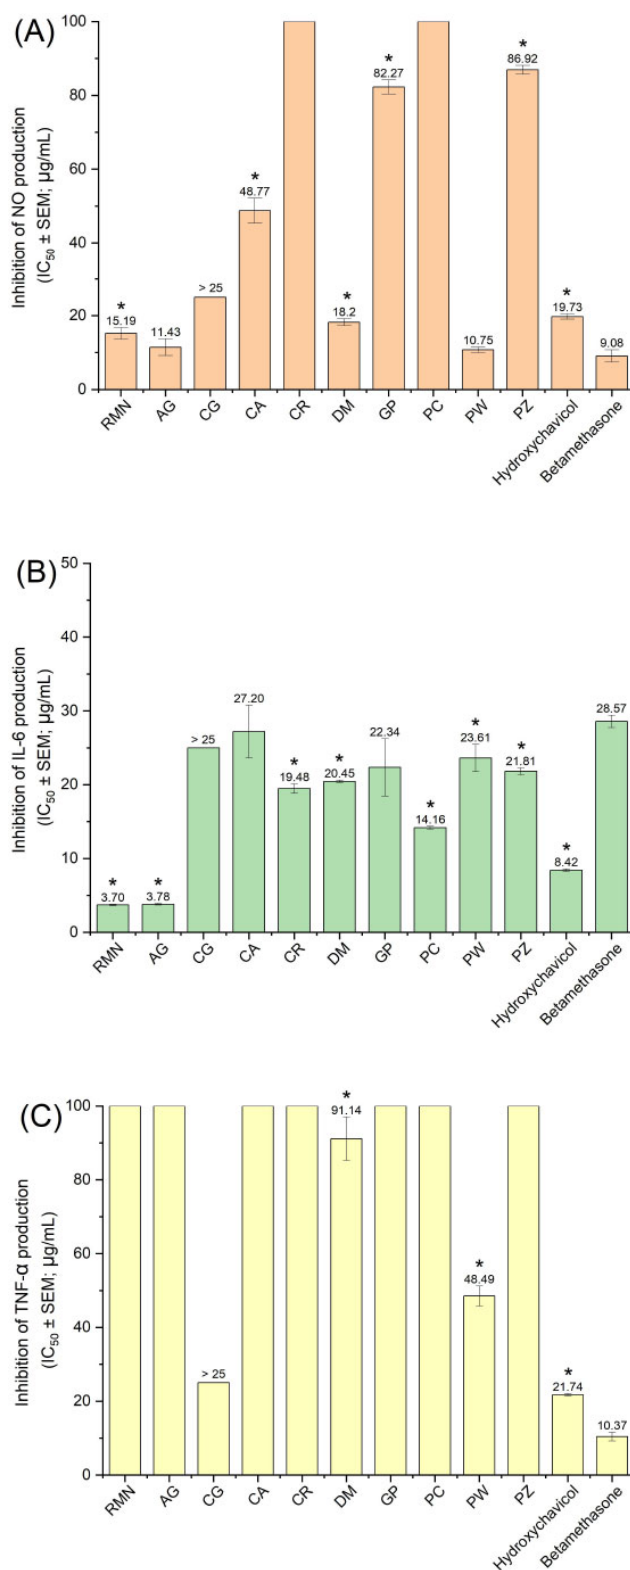 (A)
Inhibition of NO production
(IC50 ± SEM; µg/mL)
100
80
60
40
20
0
*
15.19
11.43
> 25
*
48.77
*
18.2
*
82.27
10.75
*
86.92
*
19.73
9.08
RMN
AG
CG
CA
CR
DM
GP
PC
PW
PZ
Hydroxychavicol
Betamethasone
(B)
Inhibition of IL-6 production
(IC50 ± SEM; µg/mL)
50
40
30
20
10
0
*
3.70
*
3.78
> 25
27.20
*
19.48
*
20.45
22.34
*
14.16
*
23.61
*
21.81
*
8.42
28.57
RMN
AG
CG
CA
CR
DM
GP
PC
PW
PZ
Hydroxychavicol
Betamethasone
(C)
Inhibition of TNF-α production
(IC50 ± SEM; µg/mL)
100
80
60
40
20
0
> 25
*
91.14
*
48.49
*
21.74
10.37
RMN
AG
CG
CA
CR
DM
GP
PC
PW
PZ
Hydroxychavicol
Betamethasone